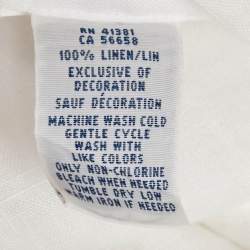 RN 41381
CA 56658
100% LINEN/LIN
EXCLUSIVE OF
DECORATION
SAUF DÉCORATION
MACHINE WASH COLD
GENTLE CYCLE
WASH WITH
LIKE COLORS
ONLY NON-CHLORINE
BLEACH WHEN NEEDED
TUMBLE DRY LOW
WARM IRON IF NEEDED